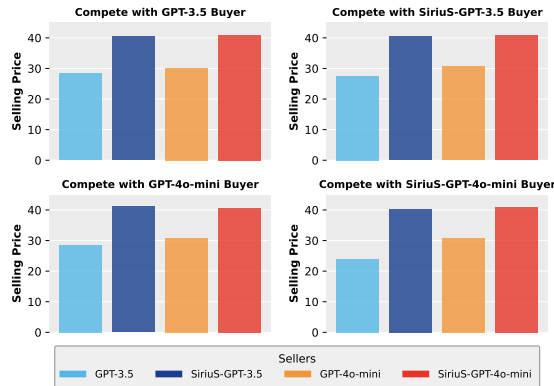 Compete with GPT-3.5 Buyer
Selling Price
40
30
20
10
0
Compete with SiriuS-GPT-3.5 Buyer
Selling Price
40
30
20
10
0
Compete with GPT-4o-mini Buyer
Selling Price
40
30
20
10
0
Compete with SiriuS-GPT-4o-mini Buyer
Selling Price
40
30
20
10
0
Sellers
GPT-3.5
SiriuS-GPT-3.5
GPT-4o-mini
SiriuS-GPT-4o-mini